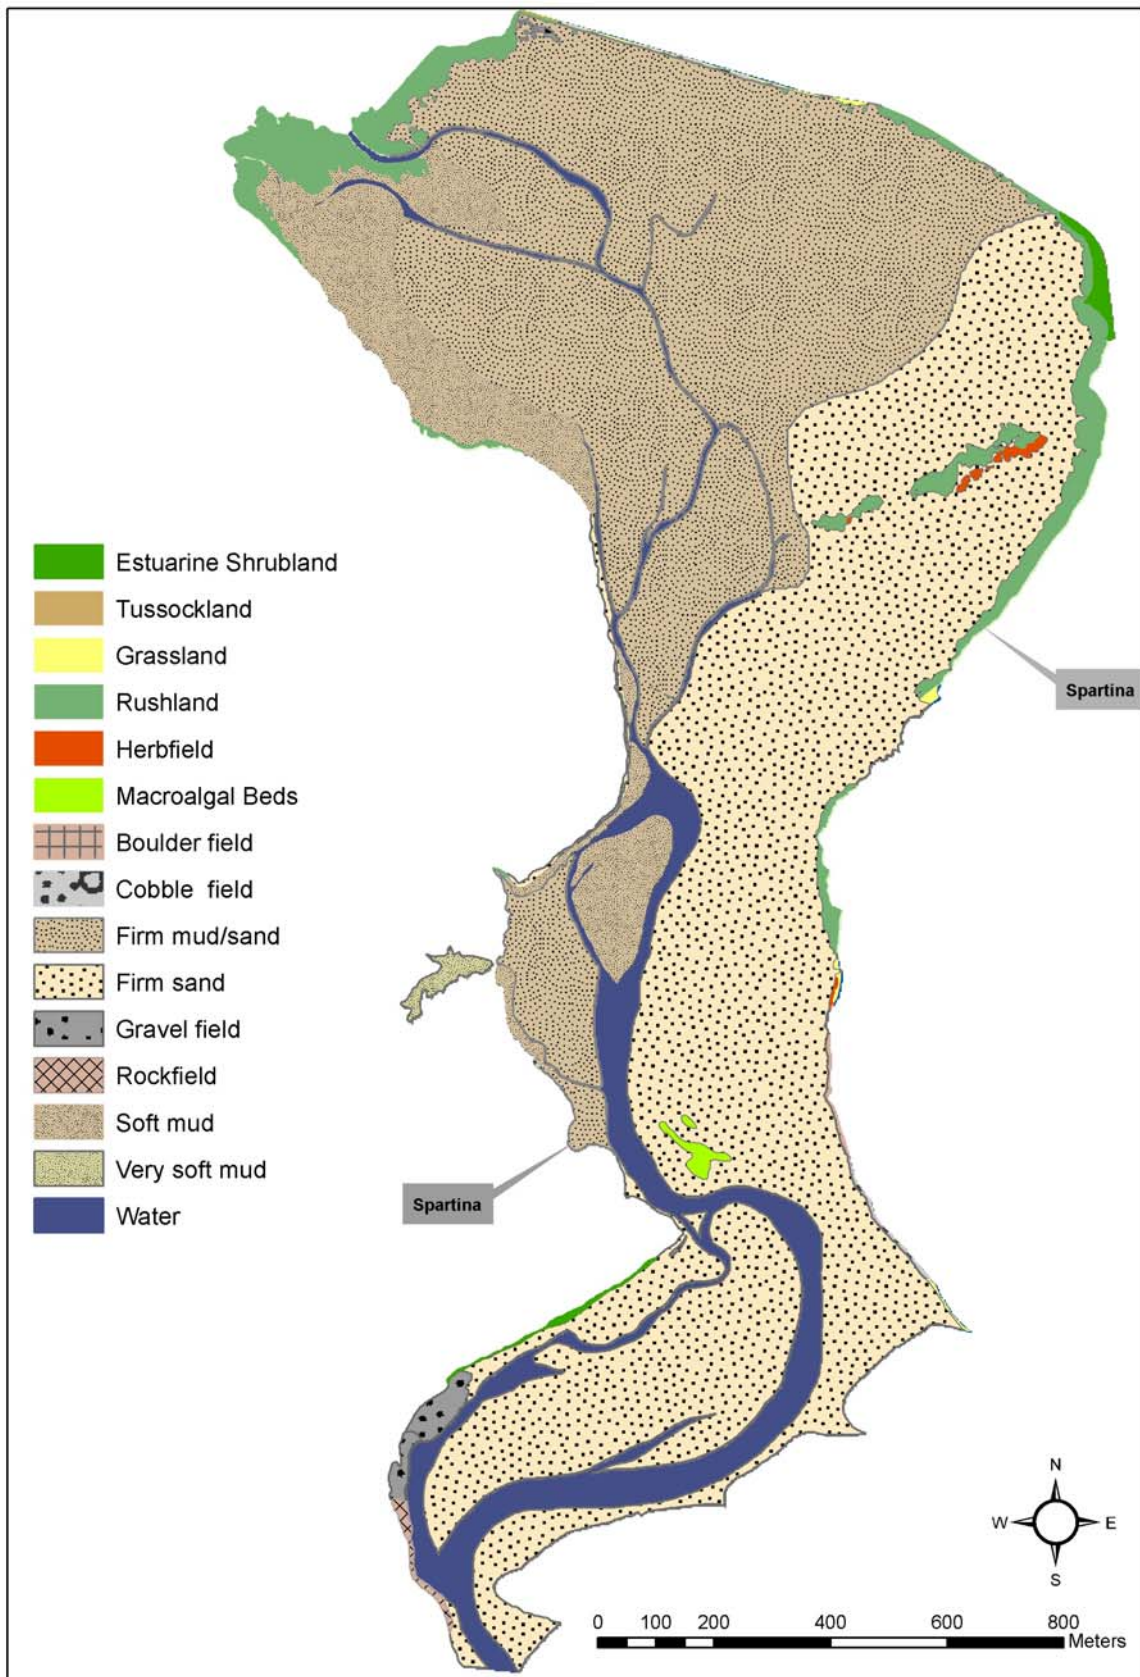 Estuarine Shrubland
Tussockland
Grassland
Rushland
Herbfield
Macroalgal Beds
Boulder field
Cobble field
Firm mud/sand
Firm sand
Gravel field
Rockfield
Soft mud
Very soft mud
Water
Spartina
Spartina
N
W E
S
0 100 200 400 600 800
Meters